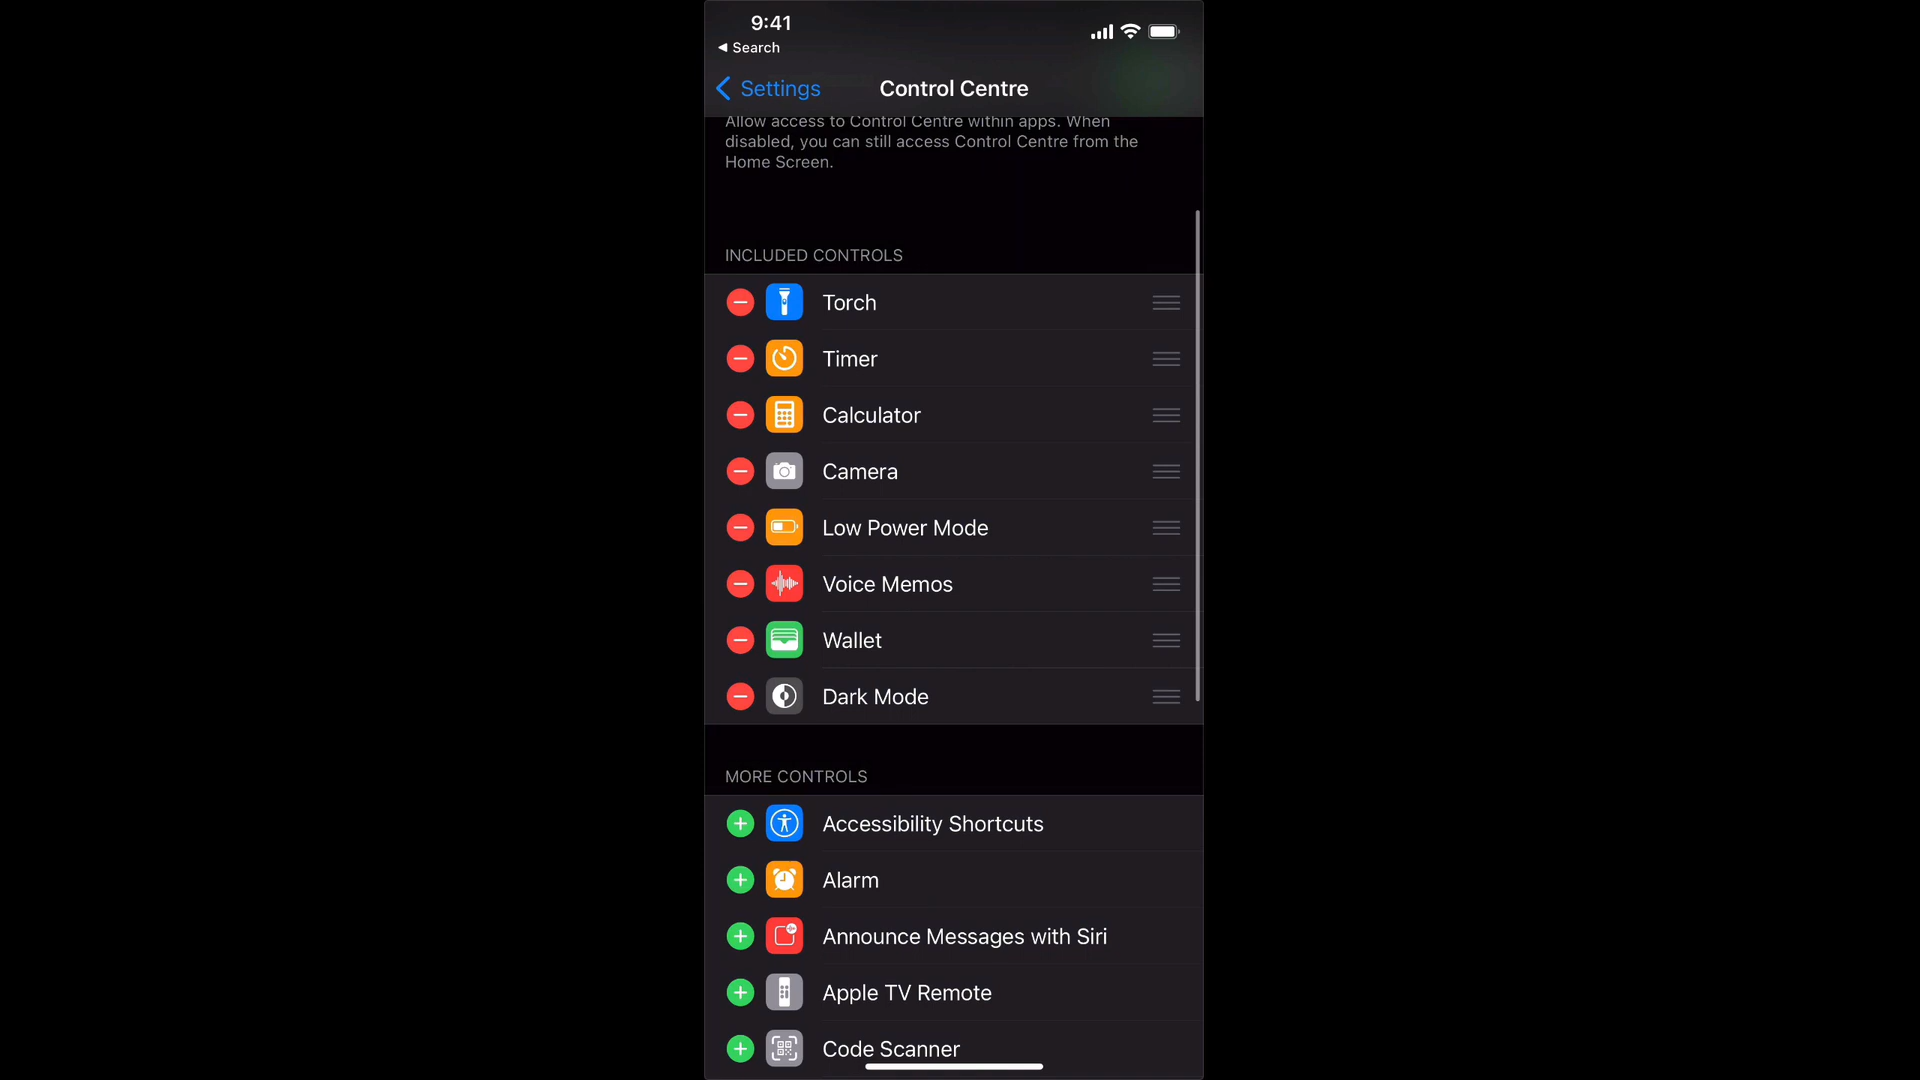 9:41
Search
Settings
Control Centre
Allow access to Control Centre within apps. When
disabled, you can still access Control Centre from the
Home Screen.
INCLUDED CONTROLS
Torch
Timer
Calculator
Camera
Low Power Mode
Voice Memos
Wallet
Dark Mode
MORE CONTROLS
Accessibility Shortcuts
Alarm
Announce Messages with Siri
Apple TV Remote
Code Scanner